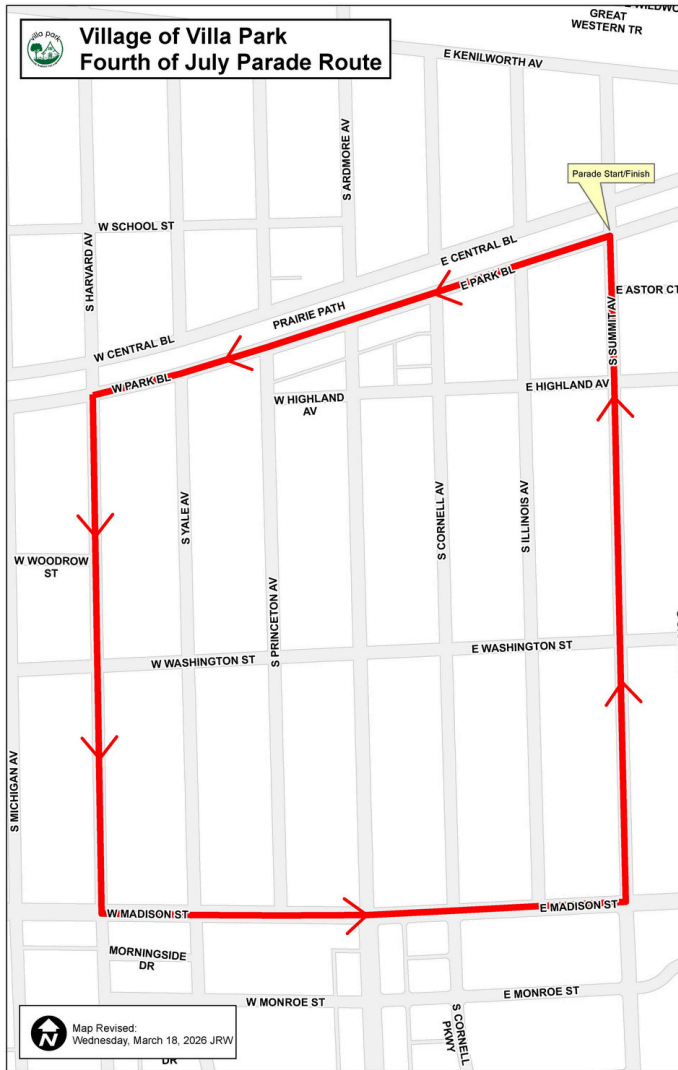 villa park
Village of Villa Park
Fourth of July Parade Route
GREAT
WESTERN TR
E KENILWORTH AV
S ARDMORE AV
Parade Start/Finish
W SCHOOL ST
S HARVARD AV
E CENTRAL BL
E PARK BL
PRAIRIE PATH
E ASTOR CT
S SUMMIT AV
W CENTRAL BL
W PARK BL
W HIGHLAND
AV
E HIGHLAND AV
S YALE AV
S CORNELL AV
S ILLINOIS AV
W WOODROW
ST
S PRINCETON AV
W WASHINGTON ST
E WASHINGTON ST
S MICHIGAN AV
W MADISON ST
E MADISON ST
MORNINGSIDE
DR
W MONROE ST
E MONROE ST
S CORNELL
PKWY
N
Map Revised:
Wednesday, March 18, 2026 JRW
DR